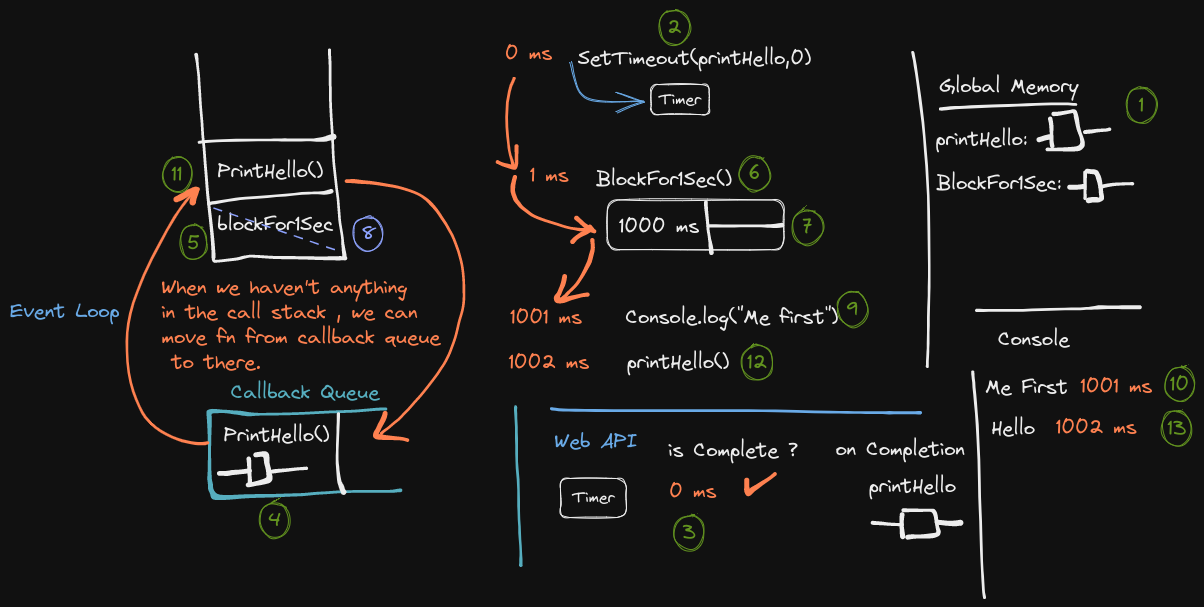 11
PrintHello()
5
blockFor1Sec
8
Event Loop
When we haven't anything
in the call stack , we can
move fn from callback queue
to there.
Callback Queue
PrintHello()
4
2
0 ms
SetTimeout(printHello,0)
Timer
1 ms
BlockFor1Sec()
6
1000 ms
7
1001 ms
Console.log("Me first")
9
1002 ms
printHello()
12
Web API
is Complete ?
on Completion
Timer
0 ms
printHello
3
Global Memory
1
printHello:
BlockFor1Sec:
Console
Me First 1001 ms
10
Hello 1002 ms
13